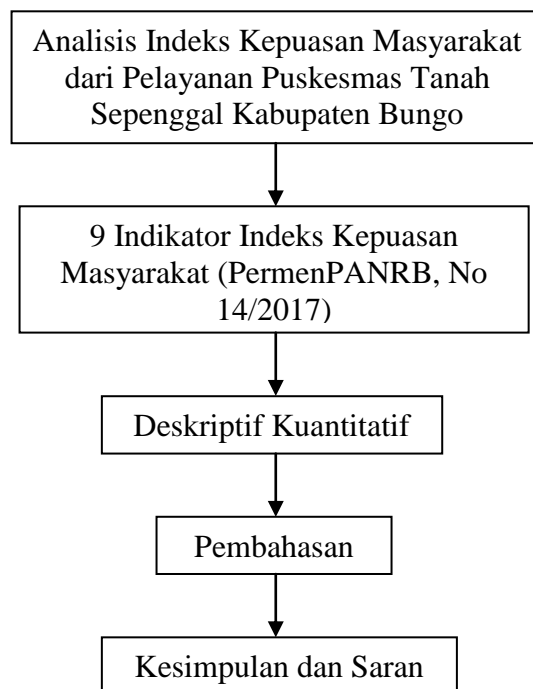 Analisis Indeks Kepuasan Masyarakat
dari Pelayanan Puskesmas Tanah
Sepenggal Kabupaten Bungo
9 Indikator Indeks Kepuasan
Masyarakat (PermenPANRB, No
14/2017)
Deskriptif Kuantitatif
Pembahasan
Kesimpulan dan Saran